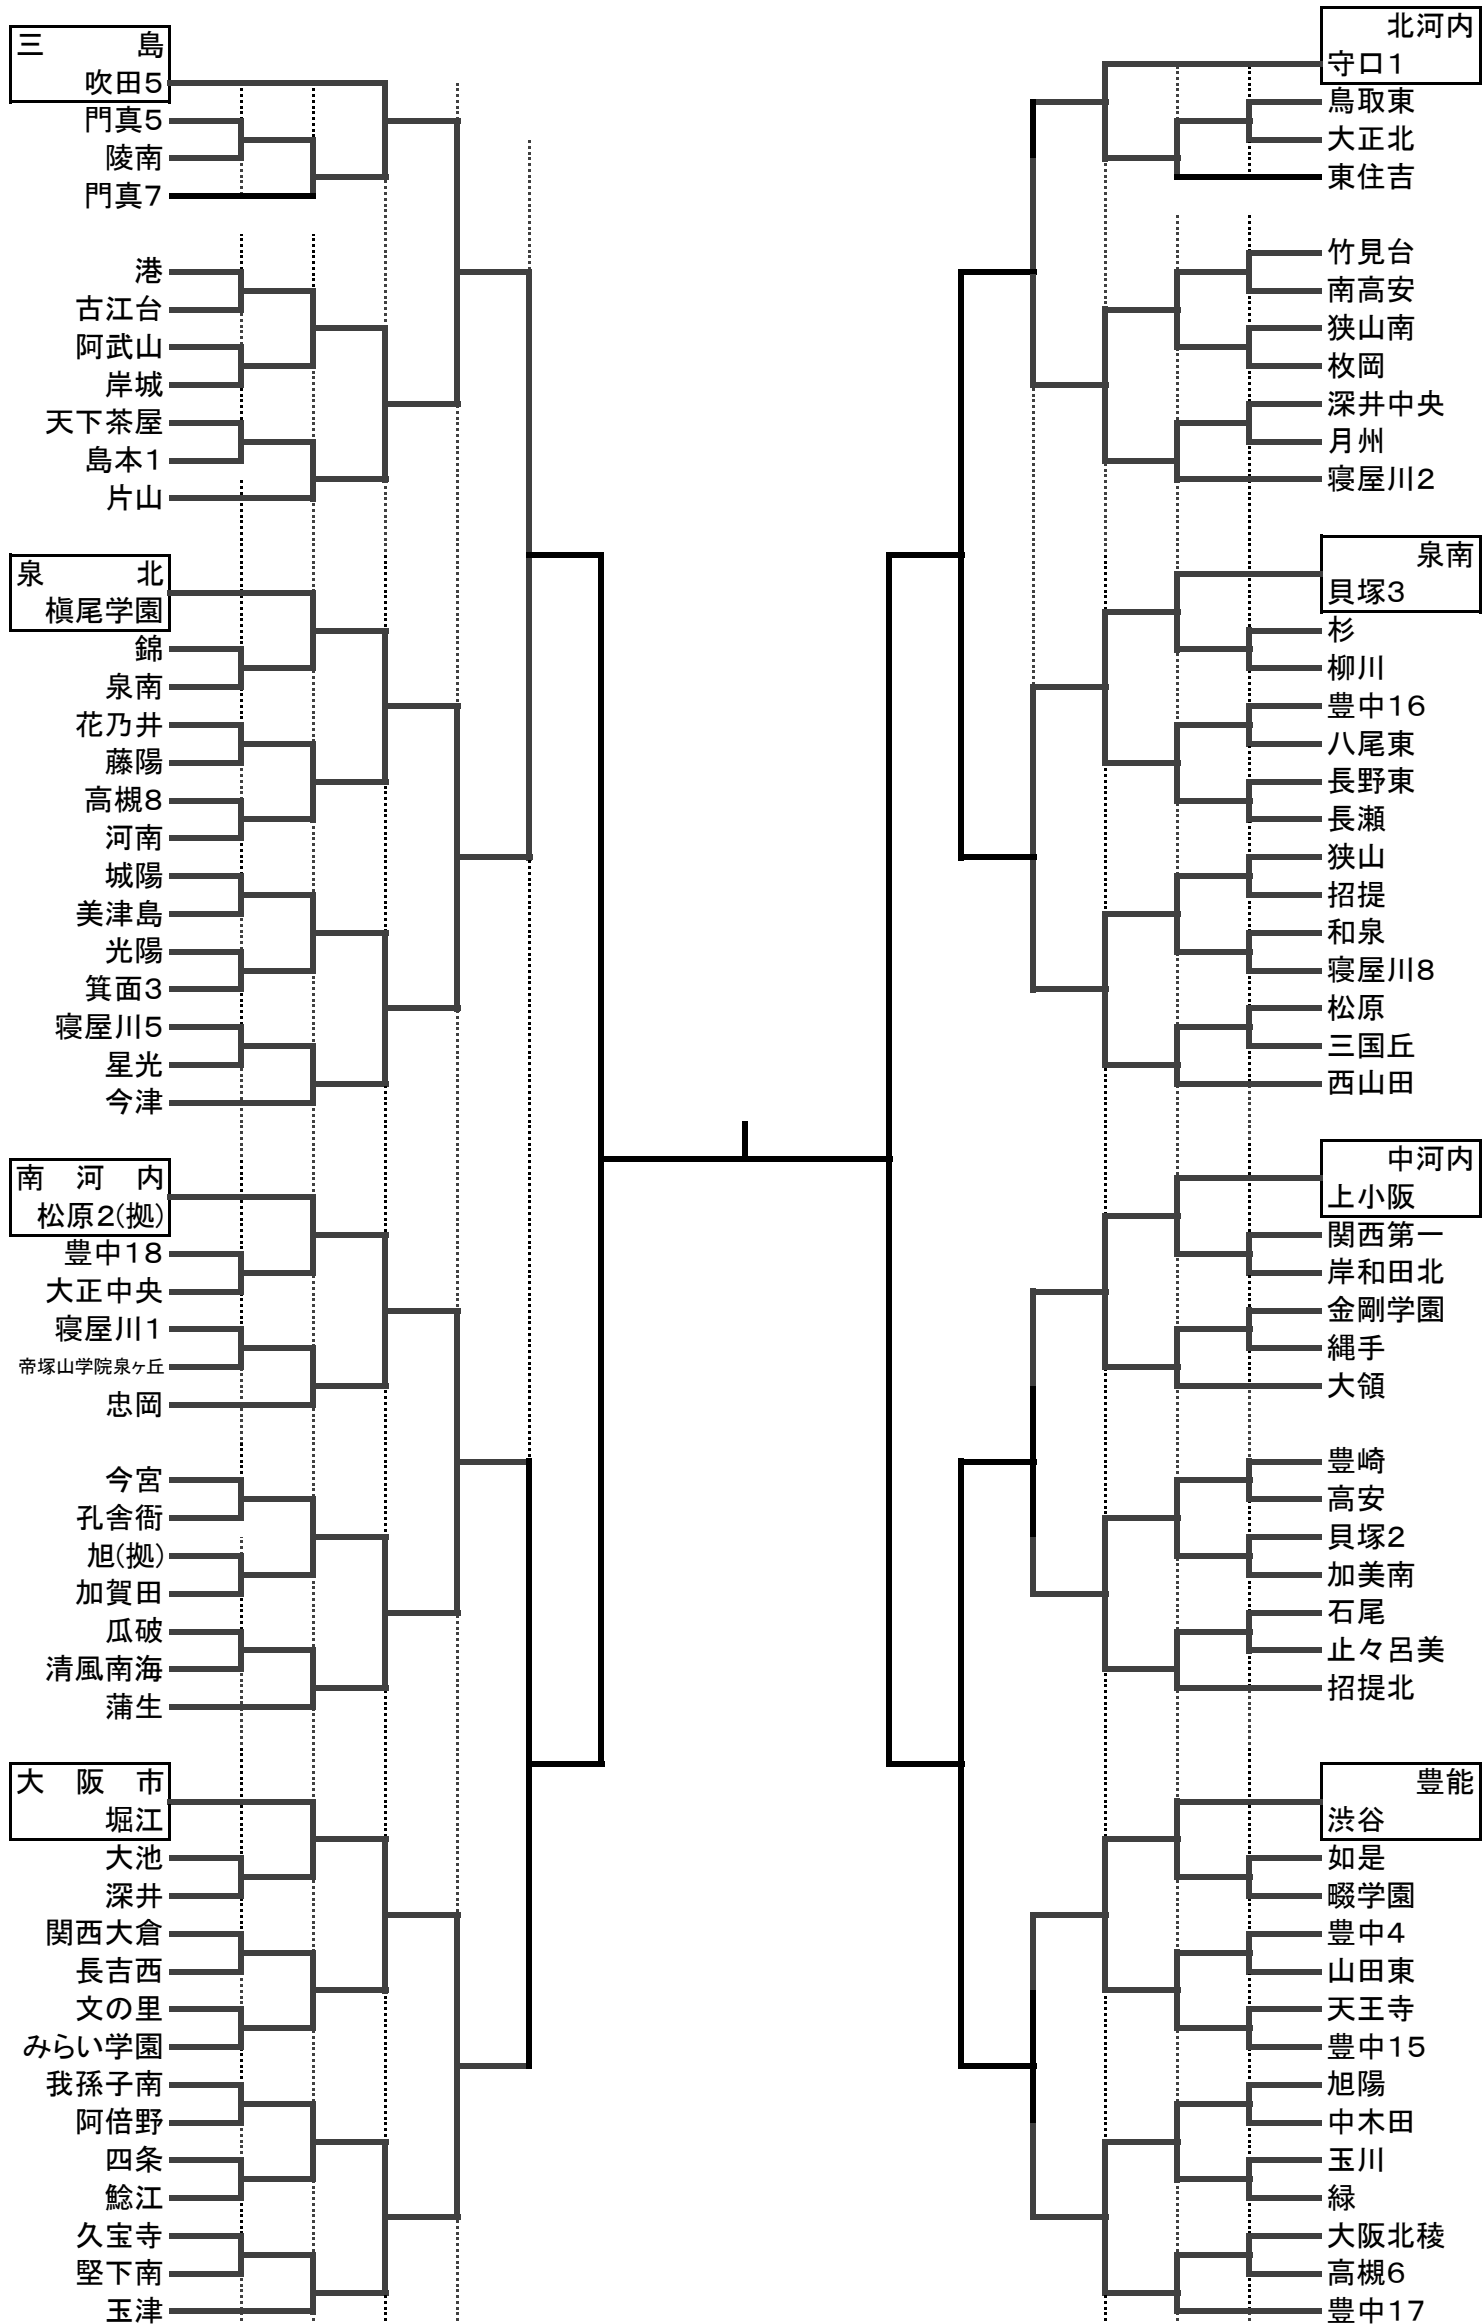 三島
吹田5
門真5
陵南
門真7
港
古江台
阿武山
岸城
天下茶屋
島本1
片山
泉北
槇尾学園
錦
泉南
花乃井
藤陽
高槻8
河南
城陽
美津島
光陽
箕面3
寝屋川5
星光
今津
南河内
松原2(拠)
豊中18
大正中央
寝屋川1
帝塚山学院泉ヶ丘
忠岡
今宮
孔舎衙
旭(拠)
加賀田
瓜破
清風南海
蒲生
大阪市
堀江
大池
深井
関西大倉
長吉西
文の里
みらい学園
我孫子南
阿倍野
四条
鯰江
久宝寺
堅下南
玉津
北河内
守口1
鳥取東
大正北
東住吉
竹見台
南高安
狭山南
枚岡
深井中央
月州
寝屋川2
泉南
貝塚3
杉
柳川
豊中16
八尾東
長野東
長瀬
狭山
招提
和泉
寝屋川8
松原
三国丘
西山田
中河内
上小阪
関西第一
岸和田北
金剛学園
縄手
大領
豊崎
高安
貝塚2
加美南
石尾
止々呂美
招提北
豊能
渋谷
如是
畷学園
豊中4
山田東
天王寺
豊中15
旭陽
中木田
玉川
緑
大阪北稜
高槻6
豊中17